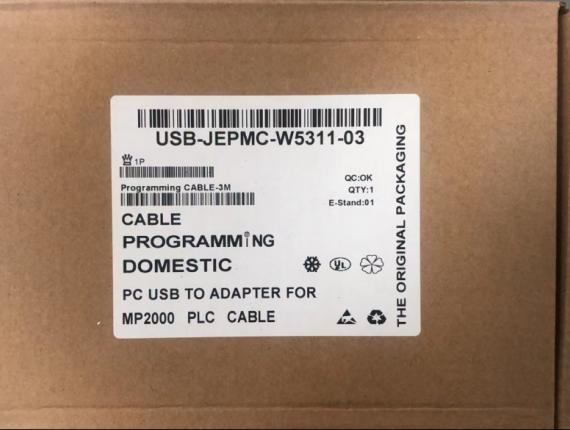 USB-JEPMC-W5311-03
1P
Programming CABLE-3M
QC:OK
QTY:1
E-Stand:01
CABLE
PROGRAMMiNG
DOMESTIC
UL
PC USB TO ADAPTER FOR
MP2000 PLC CABLE
THE ORIGINAL PACKAGING